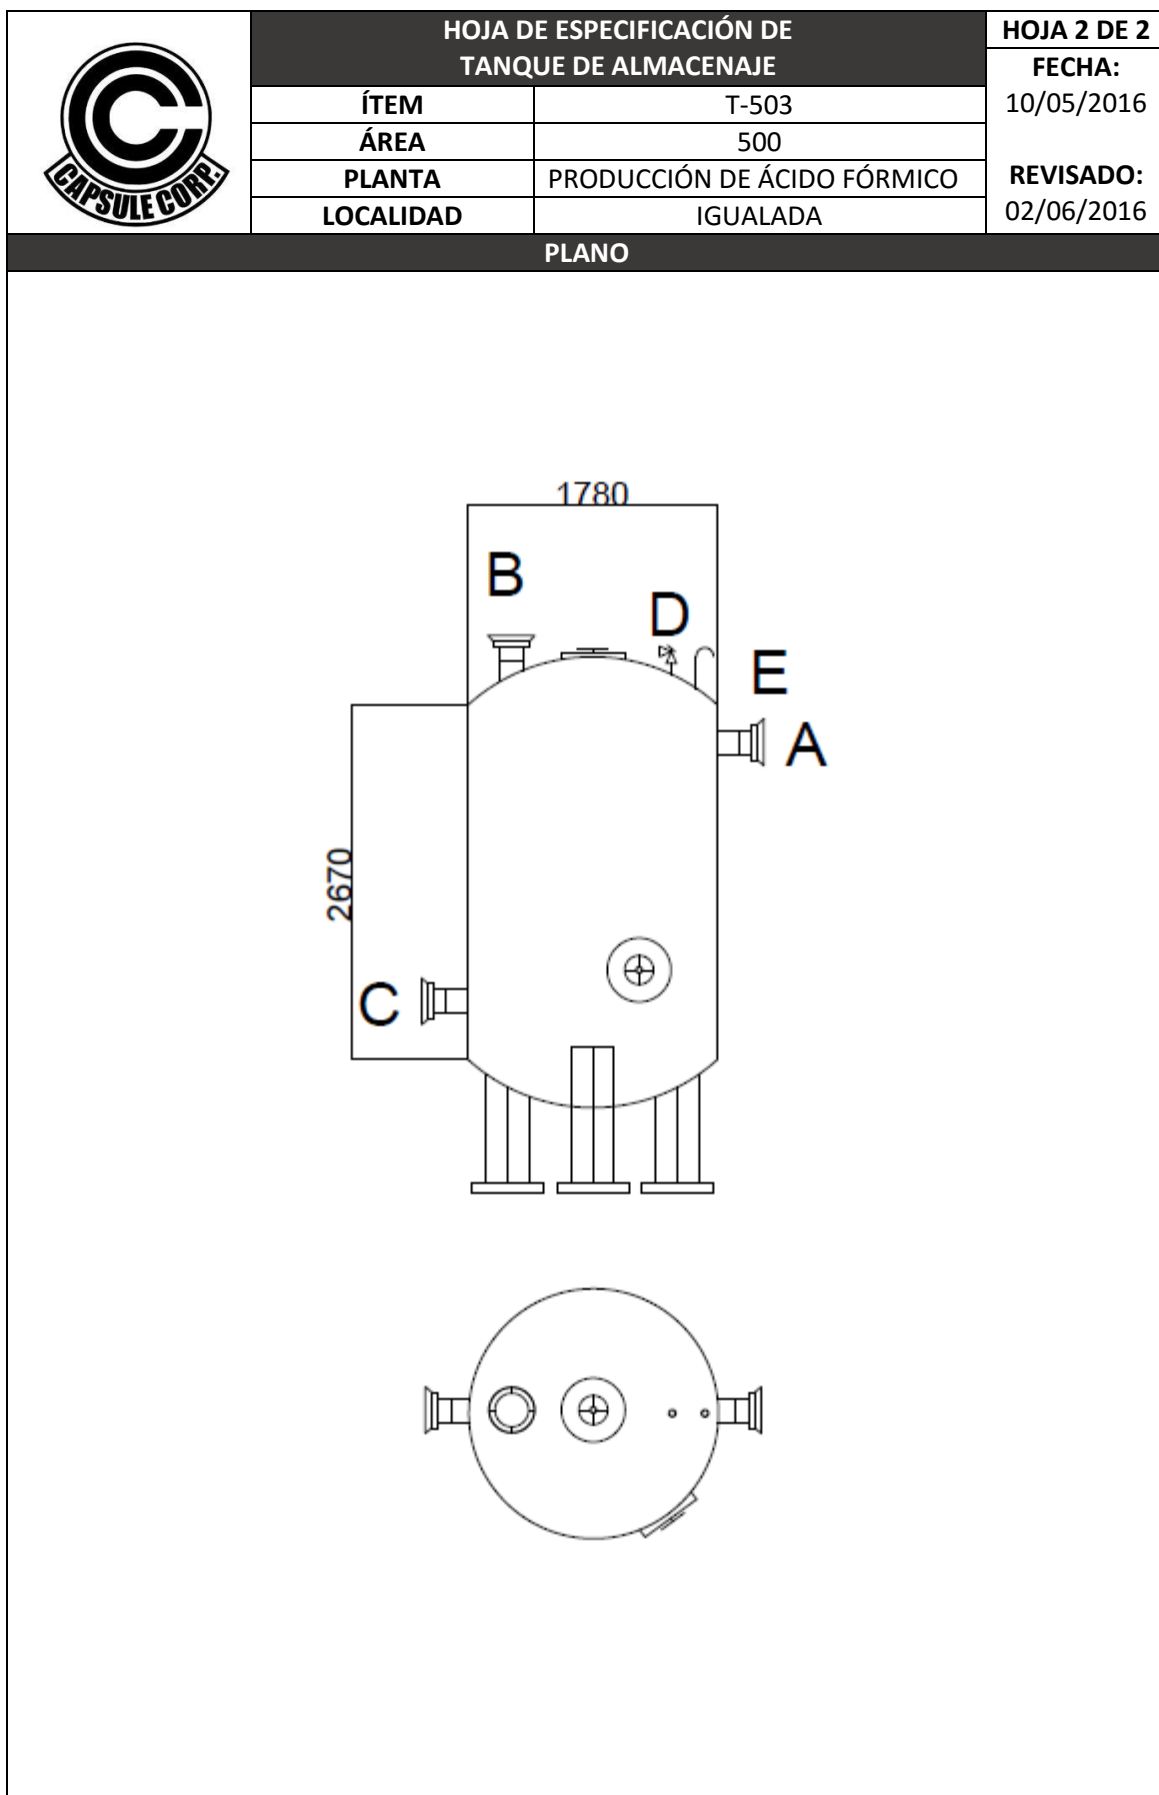 CAPSULE CORP.
HOJA DE ESPECIFICACIÓN DE
TANQUE DE ALMACENAJE
HOJA 2 DE 2
FECHA:
10/05/2016
ÍTEM T-503
ÁREA 500
PLANTA PRODUCCIÓN DE ÁCIDO FÓRMICO
REVISADO:
LOCALIDAD IGUALADA
02/06/2016
PLANO
1780
B
D
E
A
2670
C